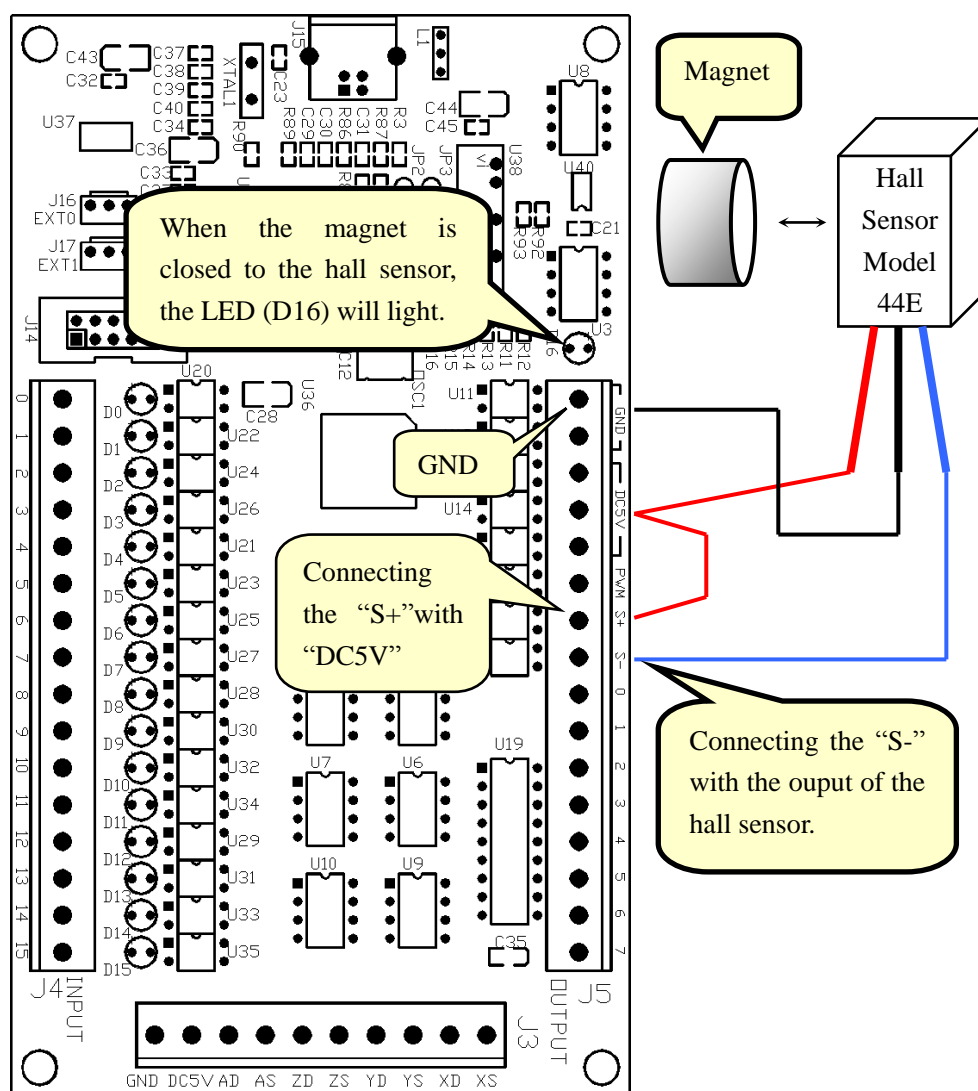 C43
C32
C37
C38
C39
C40
C34
U37
C36
C33
XTAL1
C23
J15
L1
C44
C45
U8
R90
R89
C29
C30
R86
C31
R87
R3
JP2
JP3
U38
U40
C21
R93
R92
J16
EXT0
J17
EXT1
J14
U3
When the magnet is
closed to the hall sensor,
the LED (D16) will light.
Magnet
Hall
Sensor
Model
44E
C12
R13
R11
R12
U20
U36
C28
U11
U14
GND
GND
DC5V
PWM
S+
S-
0
1
2
3
4
5
6
7
Connecting
the “S+”with
“DC5V”
Connecting the “S-”
with the ouput of the
hall sensor.
0
1
2
3
4
5
6
7
8
9
10
11
12
13
14
15
D0
D1
D2
D3
D4
D5
D6
D7
D8
D9
D10
D11
D12
D13
D14
D15
U22
U24
U26
U21
U23
U25
U27
U28
U30
U32
U34
U29
U31
U33
U35
U7
U6
U10
U9
U19
C35
J4
INPUT
OUTPUT
J5
J3
GND DC5V AD AS ZD ZS YD YS XD XS